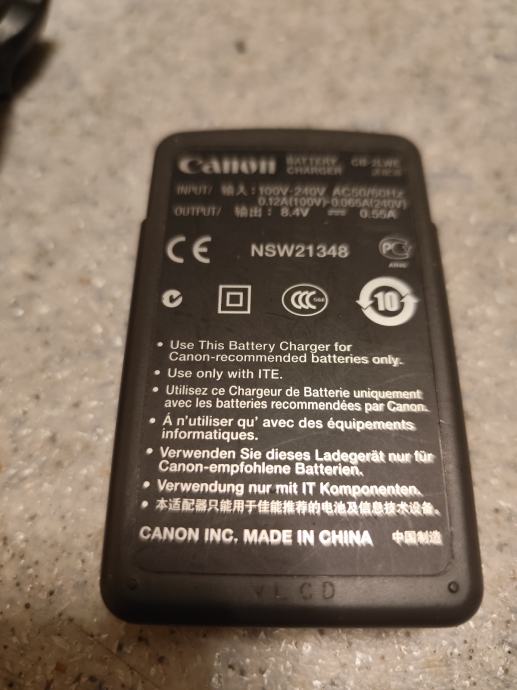 Canon BATTERY CHARGER CB-2LWE
INPUT/ 输入: 100V-240V AC50/60Hz
0.12A(100V)-0.065A(240V)
OUTPUT/ 输出: 8.4V ⎓ 0.55A
CE NSW21348 PC
CCC 10
• Use This Battery Charger for
Canon-recommended batteries only.
• Use only with ITE.
• Utilisez ce Chargeur de Batterie uniquement
avec les batteries recommendées par Canon.
• Á n'utiliser qu' avec des équipements
informatiques.
• Verwenden Sie dieses Ladegerät nur für
Canon-empfohlene Batterien.
• Verwendung nur mit IT Komponenten.
• 本适配器只能用于佳能推荐的电池及信息技术设备。
CANON INC. MADE IN CHINA 中国制造